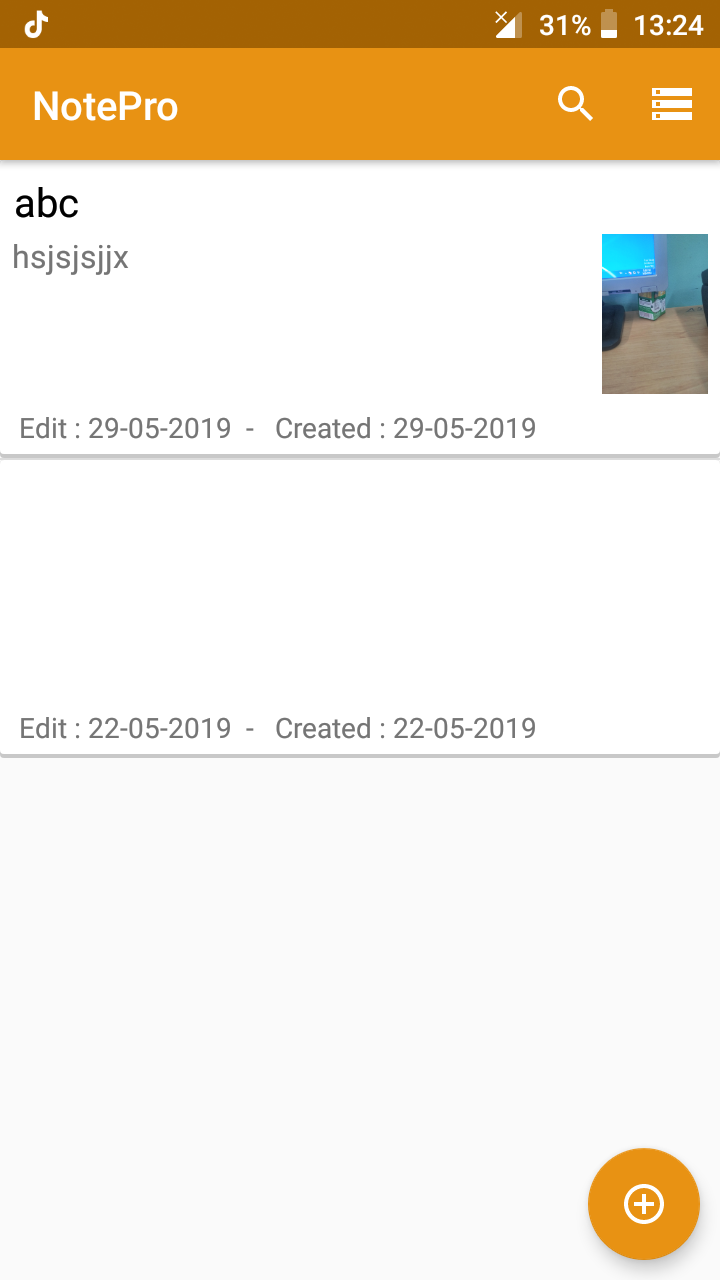 31% 13:24
NotePro
abc
hsjsjsjjx
Edit : 29-05-2019 - Created : 29-05-2019
Edit : 22-05-2019 - Created : 22-05-2019